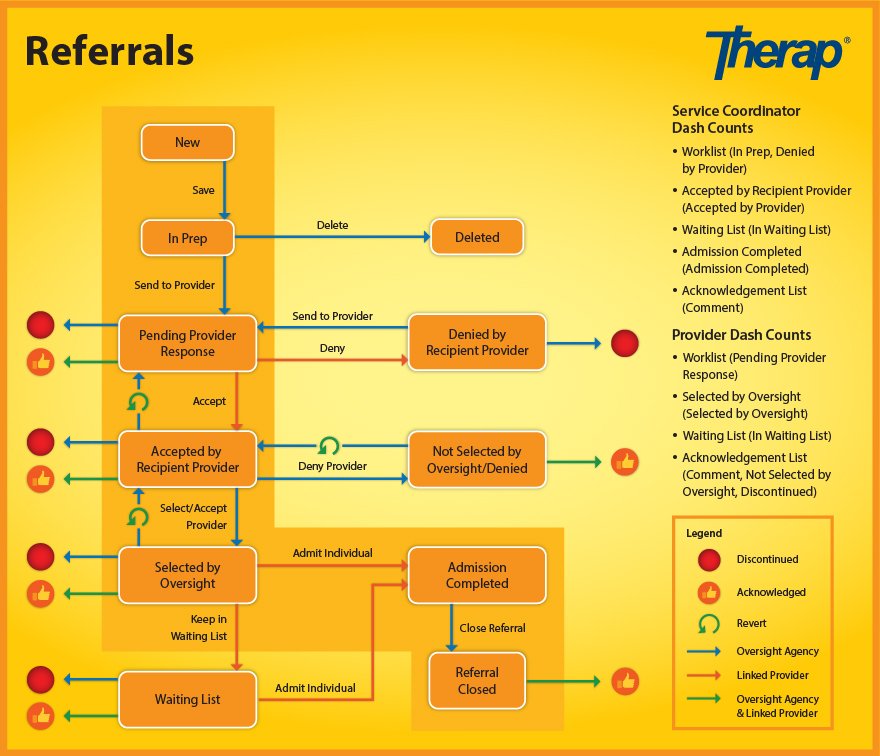 Referrals
Therap®
New
Save
In Prep
Delete
Deleted
Send to Provider
Pending Provider
Response
Send to Provider
Deny
Denied by
Recipient Provider
Accept
Accepted by
Recipient Provider
Deny Provider
Not Selected by
Oversight/Denied
Select/Accept
Provider
Selected by
Oversight
Admit Individual
Admission
Completed
Keep in
Waiting List
Close Referral
Waiting List
Admit Individual
Referral
Closed
Service Coordinator
Dash Counts
• Worklist (In Prep, Denied
by Provider)
• Accepted by Recipient Provider
(Accepted by Provider)
• Waiting List (In Waiting List)
• Admission Completed
(Admission Completed)
• Acknowledgement List
(Comment)
Provider Dash Counts
• Worklist (Pending Provider
Response)
• Selected by Oversight
(Selected by Oversight)
• Waiting List (In Waiting List)
• Acknowledgement List
(Comment, Not Selected by
Oversight, Discontinued)
Legend
Discontinued
Acknowledged
Revert
Oversight Agency
Linked Provider
Oversight Agency
& Linked Provider